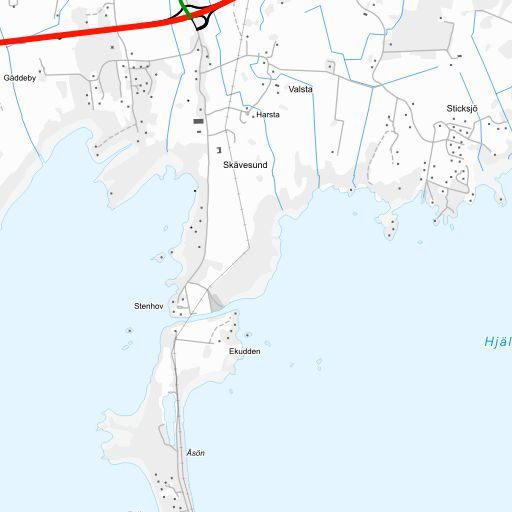 Gäddeby
Valsta
Sticksjö
Harsta
Skävesund
Stenhov
Hjäl
Ekudden
Åsön